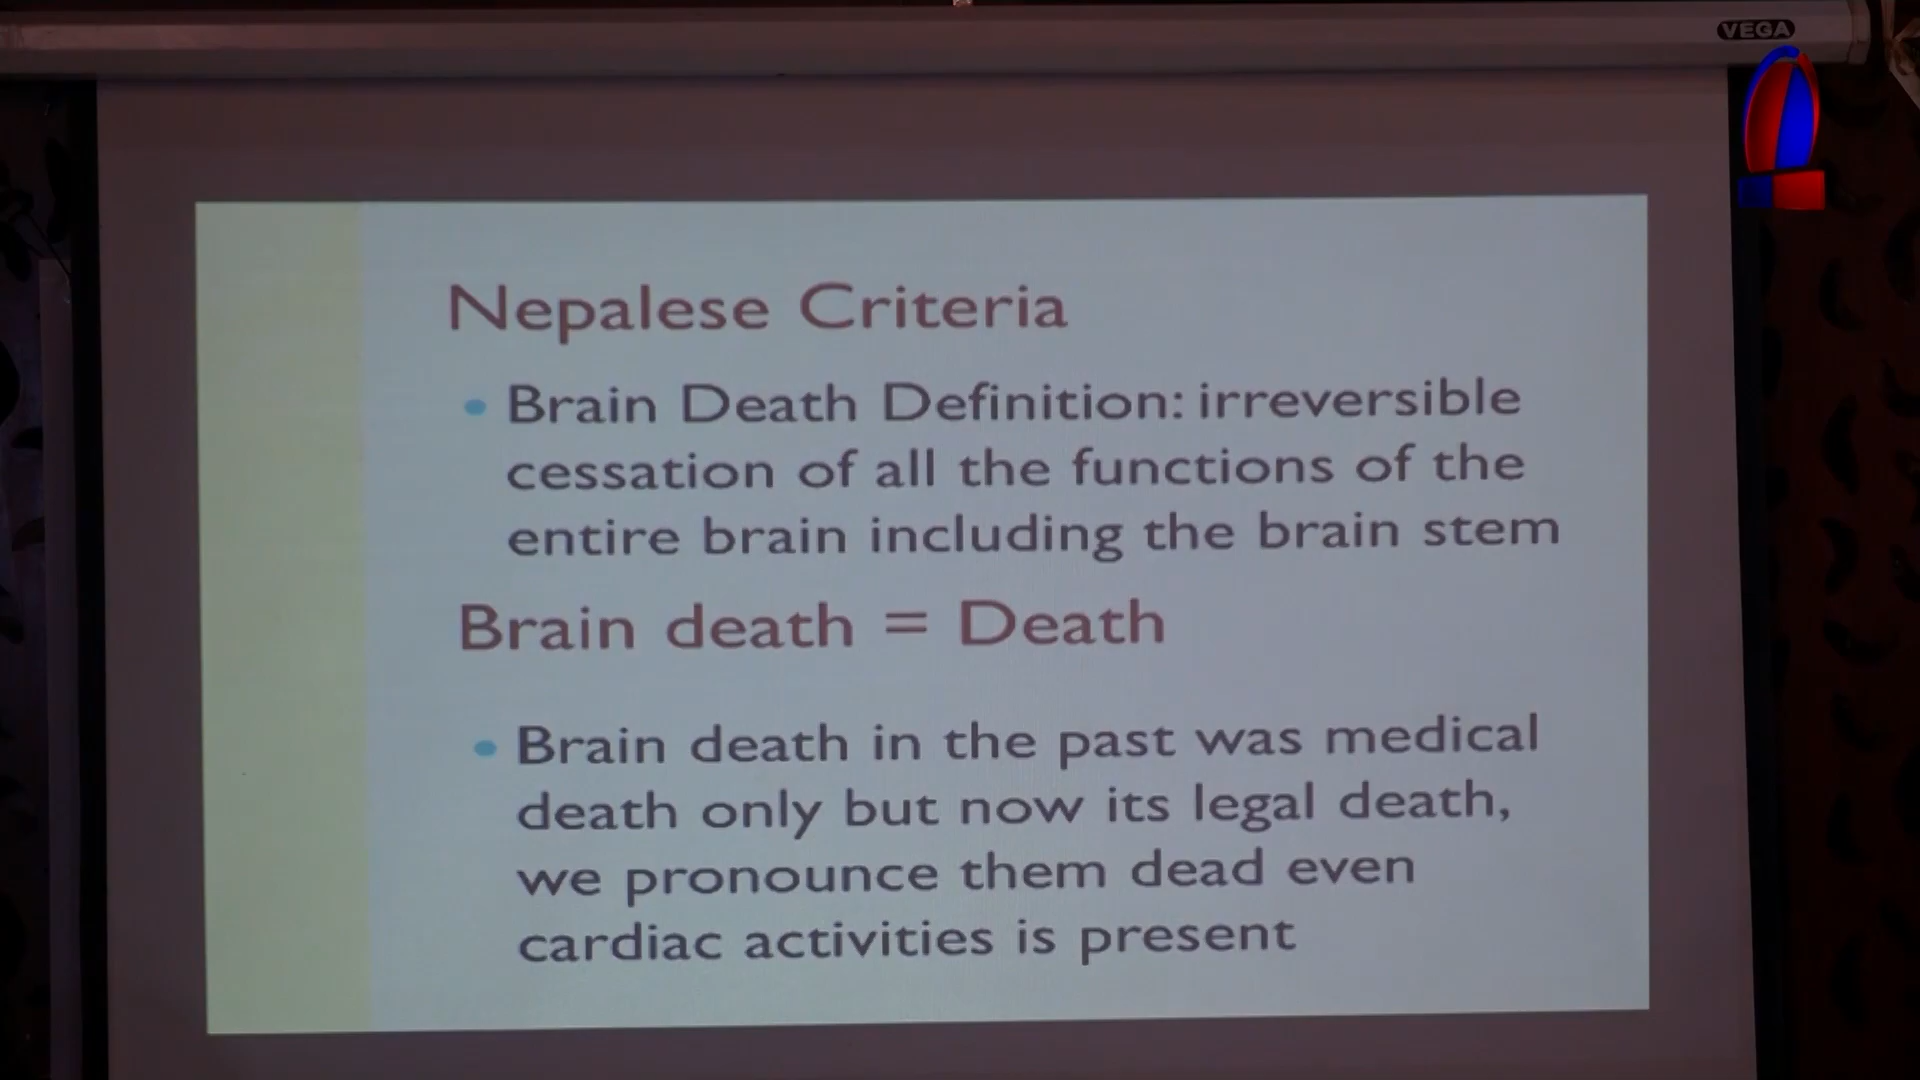 VEGA
Nepalese Criteria
• Brain Death Definition: irreversible
cessation of all the functions of the
entire brain including the brain stem
Brain death = Death
• Brain death in the past was medical
death only but now its legal death,
we pronounce them dead even
cardiac activities is present